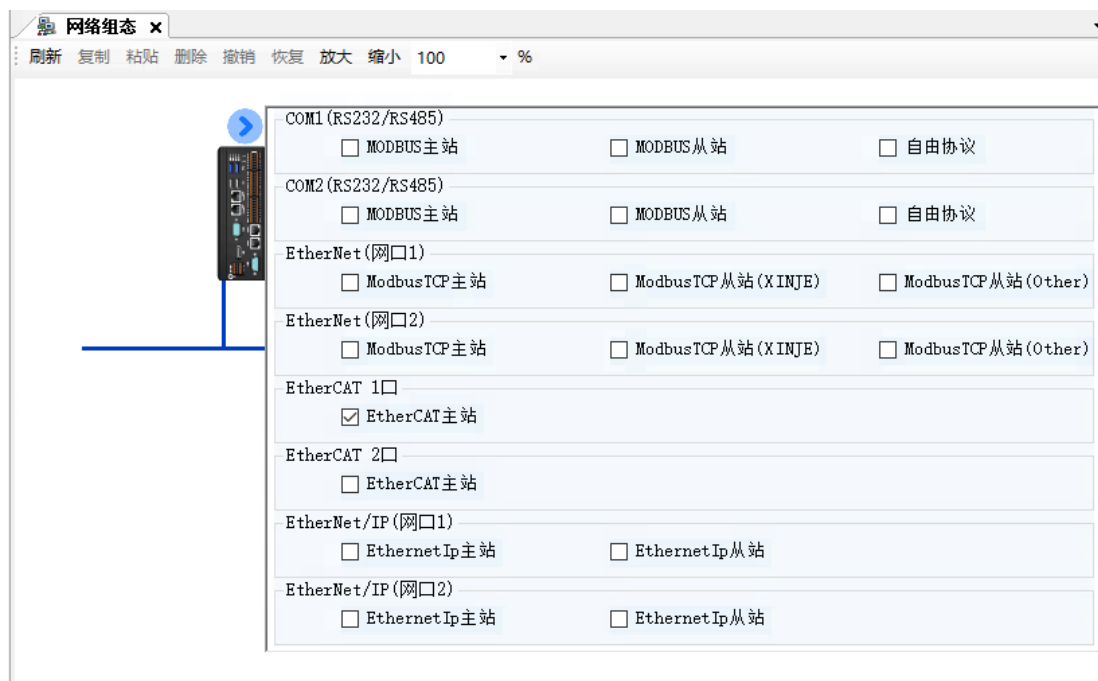 网络组态
刷新 复制 粘贴 删除 撤销 恢复 放大 缩小 100 %
COM1(RS232/RS485)
MODBUS主站 MODBUS从站 自由协议
COM2(RS232/RS485)
MODBUS主站 MODBUS从站 自由协议
EtherNet(网口1)
ModbusTCP主站 ModbusTCP从站(XINJE) ModbusTCP从站(Other)
EtherNet(网口2)
ModbusTCP主站 ModbusTCP从站(XINJE) ModbusTCP从站(Other)
EtherCAT 1口
EtherCAT主站
EtherCAT 2口
EtherCAT主站
EtherNet/IP(网口1)
EthernetIp主站 EthernetIp从站
EtherNet/IP(网口2)
EthernetIp主站 EthernetIp从站